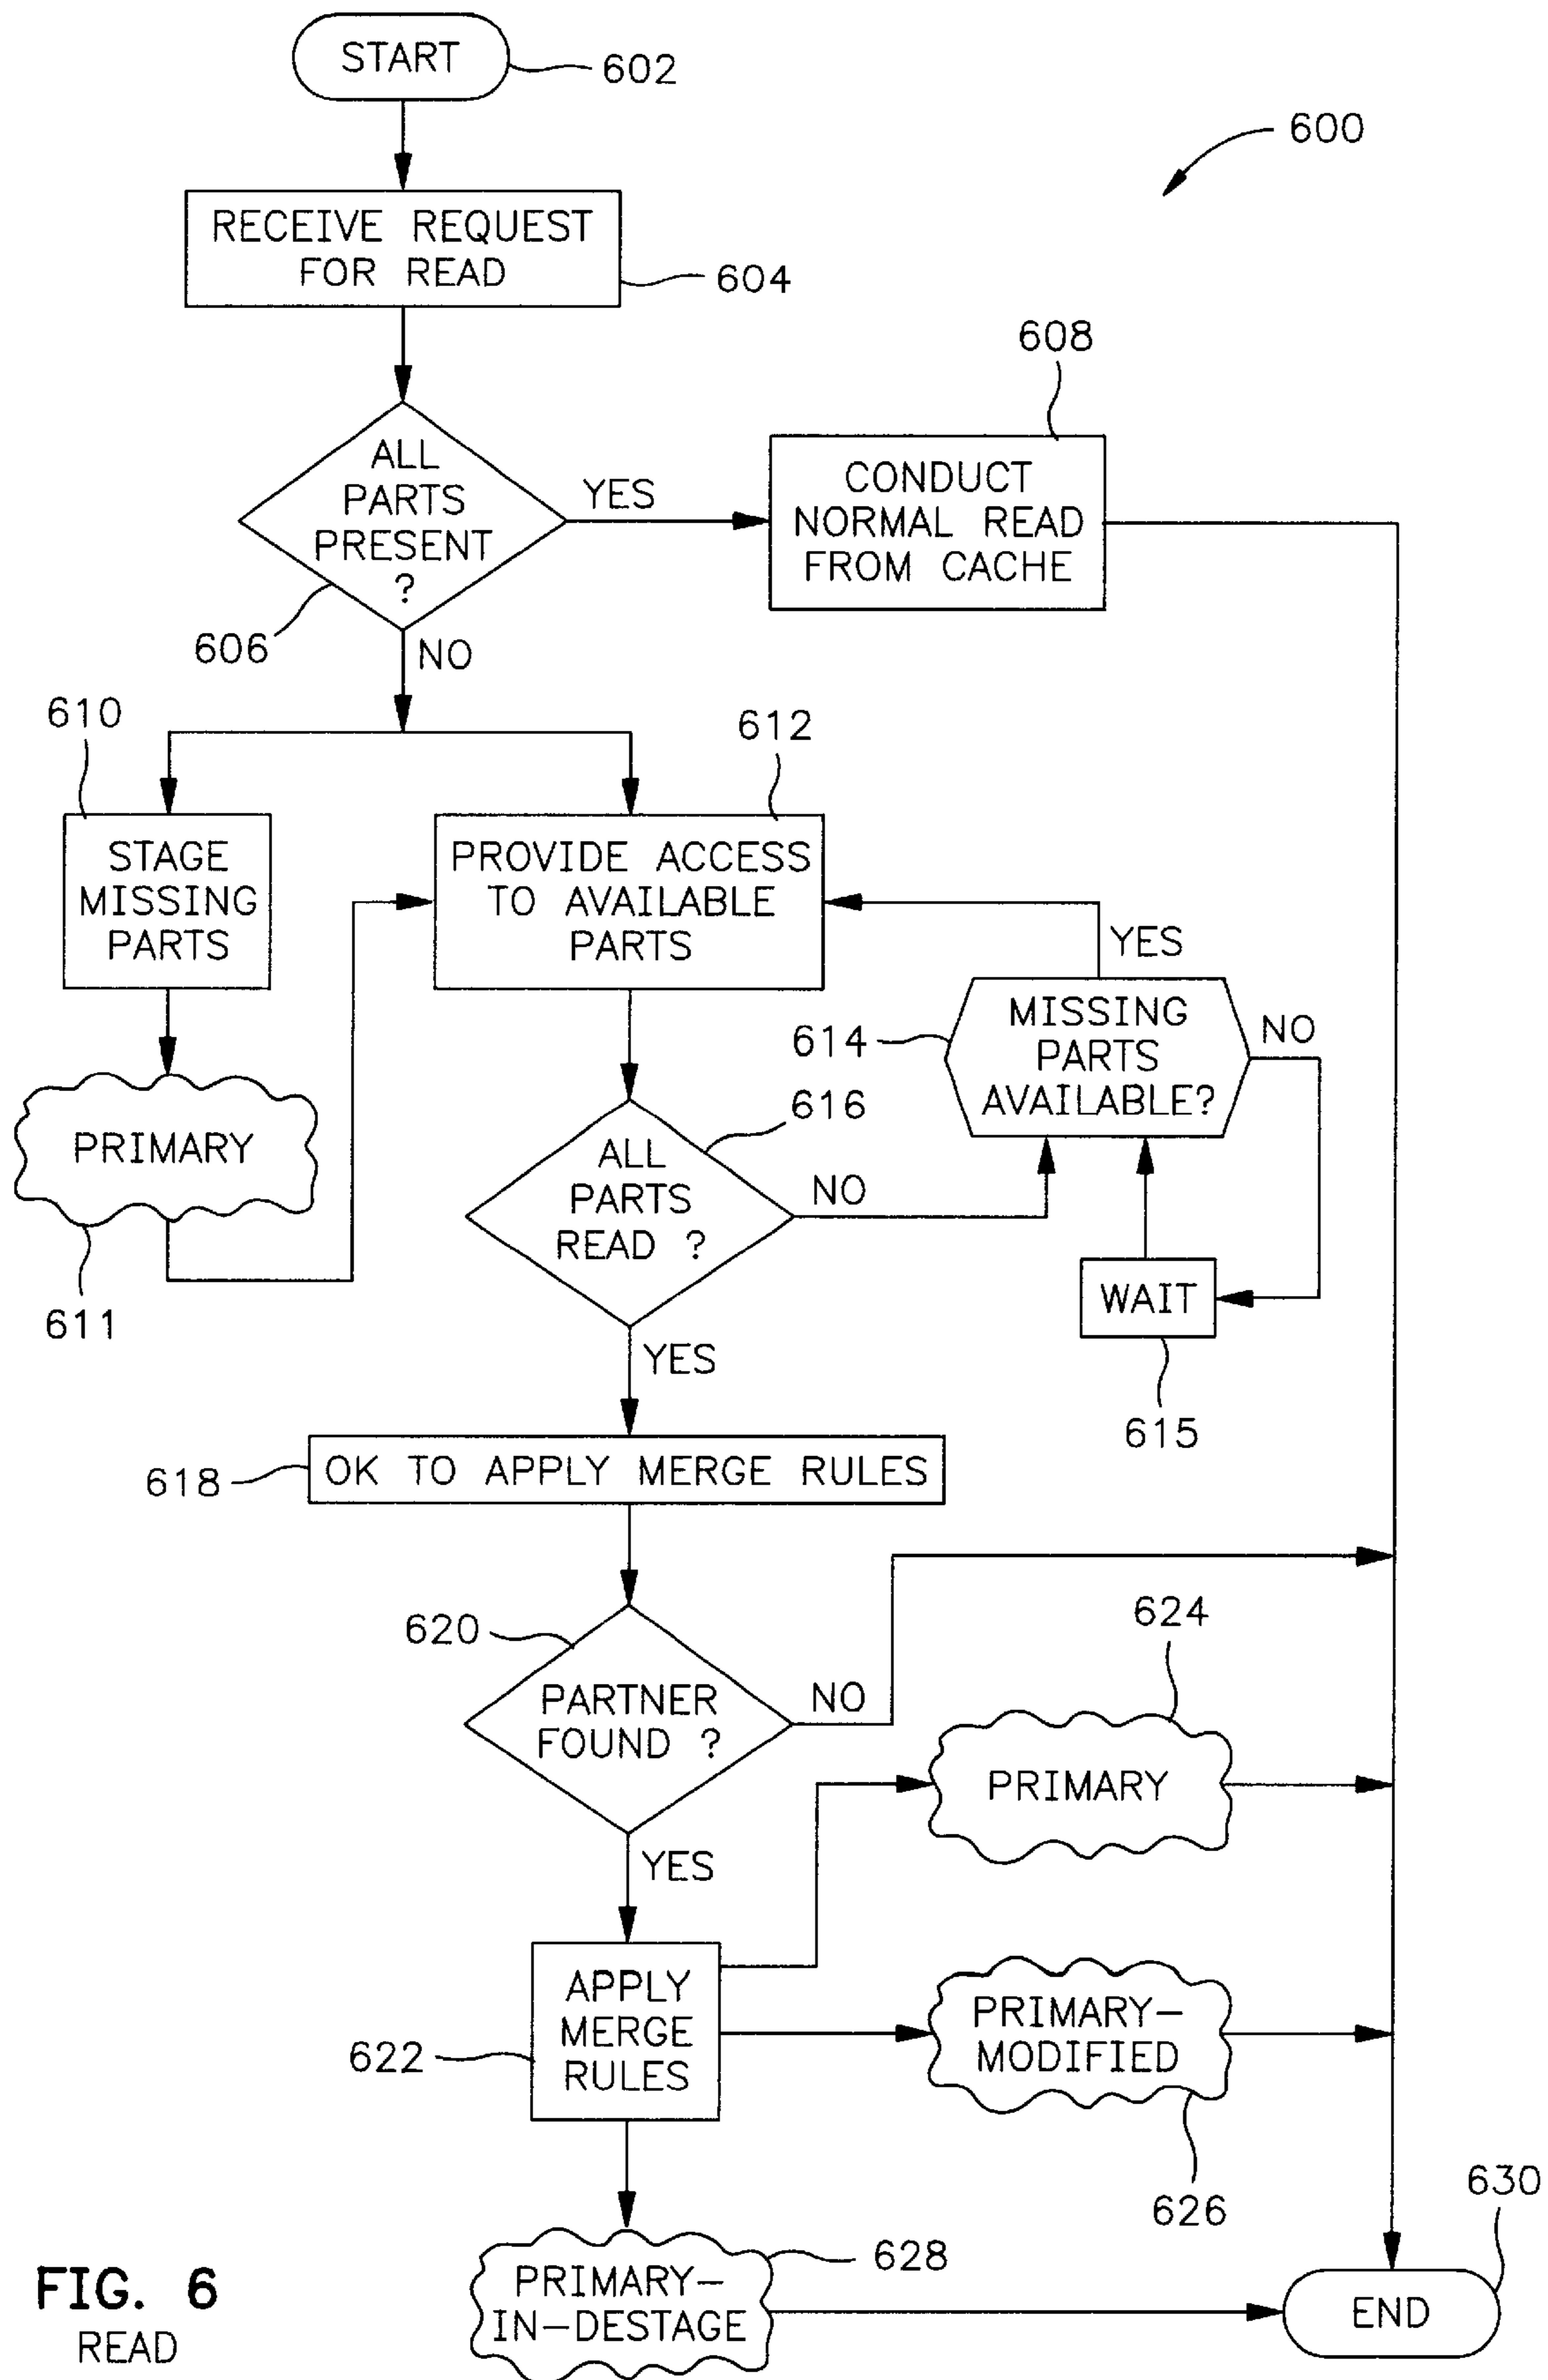 START
602
600
RECEIVE REQUEST
FOR READ
604
608
ALL
PARTS
PRESENT
?
YES
CONDUCT
NORMAL READ
FROM CACHE
606
NO
610
612
STAGE
MISSING
PARTS
PROVIDE ACCESS
TO AVAILABLE
PARTS
YES
614
MISSING
PARTS
AVAILABLE?
NO
PRIMARY
611
616
ALL
PARTS
READ ?
NO
WAIT
615
YES
618
OK TO APPLY MERGE RULES
620
PARTNER
FOUND ?
NO
624
PRIMARY
YES
622
APPLY
MERGE
RULES
PRIMARY-
MODIFIED
626
630
628
PRIMARY-
IN-DESTAGE
END
FIG. 6
READ